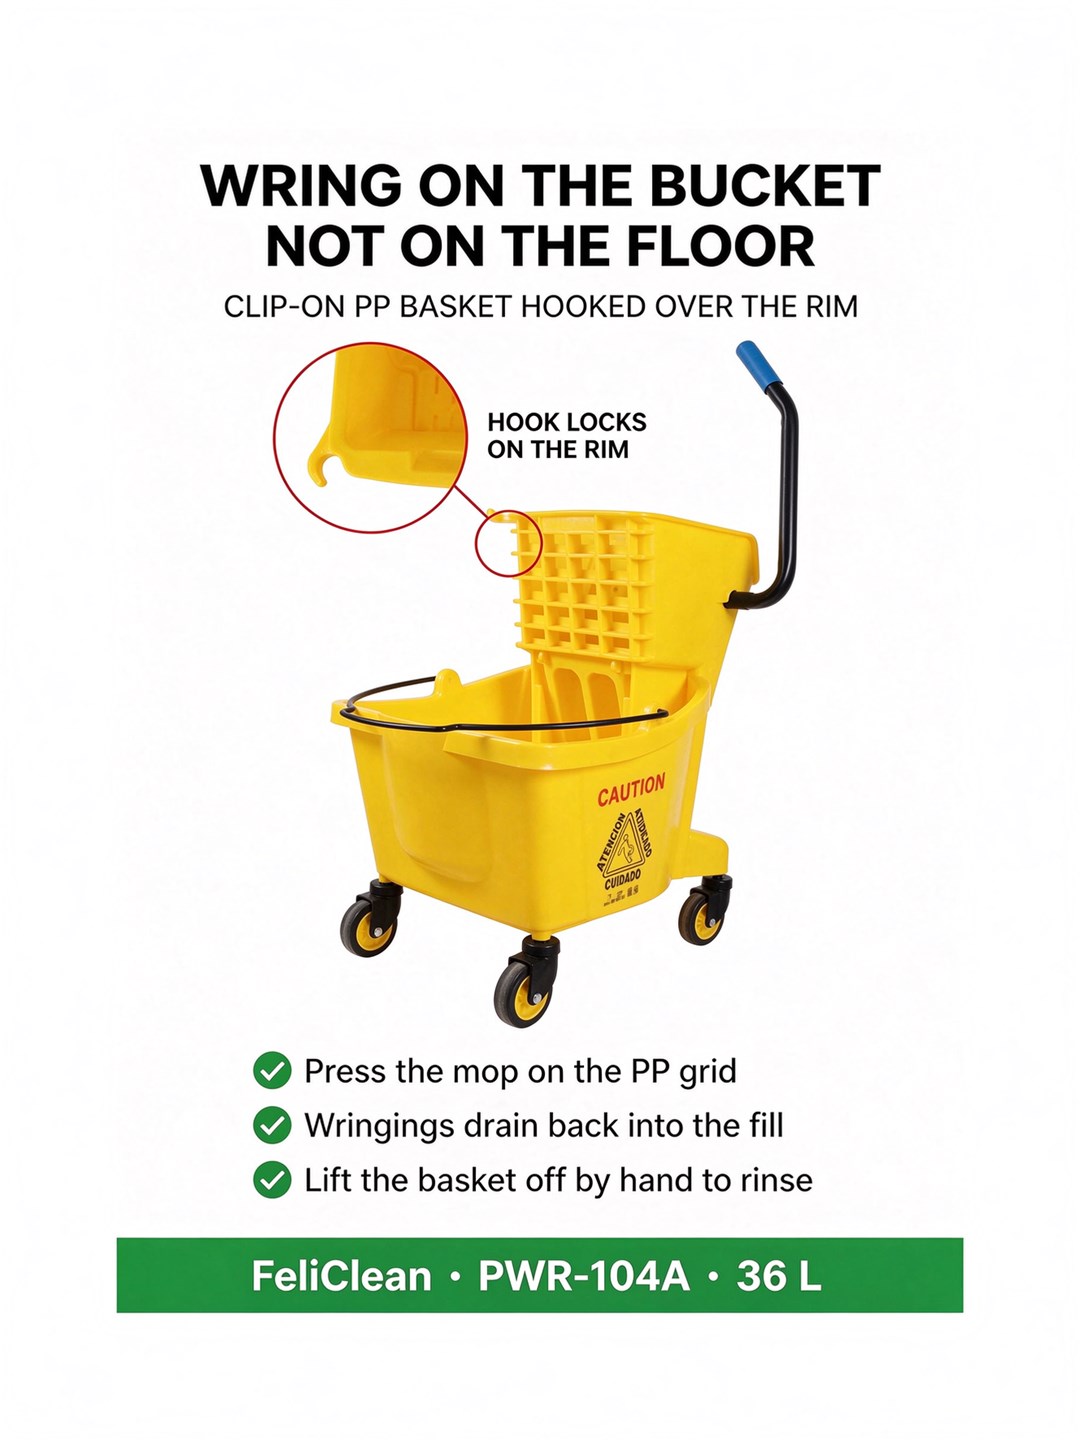 WRING ON THE BUCKET
NOT ON THE FLOOR
CLIP-ON PP BASKET HOOKED OVER THE RIM
HOOK LOCKS
ON THE RIM
CAUTION
ATENCION
CUIDADO
Press the mop on the PP grid
Wringings drain back into the fill
Lift the basket off by hand to rinse
FeliClean • PWR-104A • 36 L